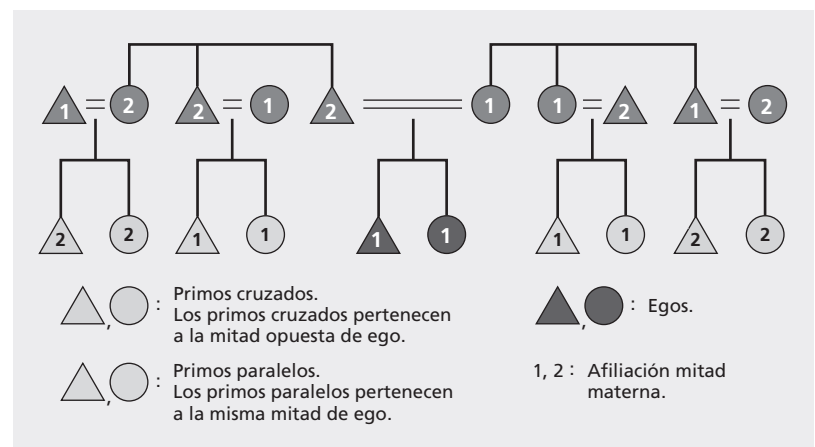 1 2 2 1 2 1 1 2 1 2
2 2 1 1 1 1 1 1 2 2
, : Primos cruzados.
Los primos cruzados pertenecen
a la mitad opuesta de ego.
, : Egos.
, : Primos paralelos.
Los primos paralelos pertenecen
a la misma mitad de ego.
1, 2 : Afiliación mitad
materna.